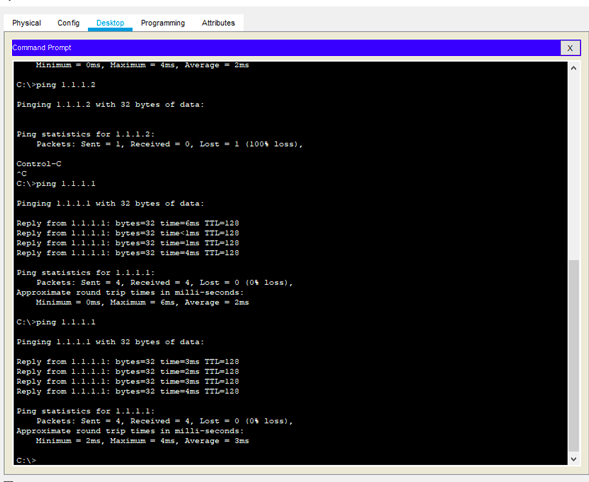 Physical Config Desktop Programming Attributes
Command Prompt X
Minimum = 0ms, Maximum = 4ms, Average = 2ms
C:\>ping 1.1.1.2
Pinging 1.1.1.2 with 32 bytes of data:
Ping statistics for 1.1.1.2:
Packets: Sent = 1, Received = 0, Lost = 1 (100% loss),
Control-C
^C
C:\>ping 1.1.1.1
Pinging 1.1.1.1 with 32 bytes of data:
Reply from 1.1.1.1: bytes=32 time=6ms TTL=128
Reply from 1.1.1.1: bytes=32 time<1ms TTL=128
Reply from 1.1.1.1: bytes=32 time=1ms TTL=128
Reply from 1.1.1.1: bytes=32 time=4ms TTL=128
Ping statistics for 1.1.1.1:
Packets: Sent = 4, Received = 4, Lost = 0 (0% loss),
Approximate round trip times in milli-seconds:
Minimum = 0ms, Maximum = 6ms, Average = 2ms
C:\>ping 1.1.1.1
Pinging 1.1.1.1 with 32 bytes of data:
Reply from 1.1.1.1: bytes=32 time=3ms TTL=128
Reply from 1.1.1.1: bytes=32 time=2ms TTL=128
Reply from 1.1.1.1: bytes=32 time=3ms TTL=128
Reply from 1.1.1.1: bytes=32 time=4ms TTL=128
Ping statistics for 1.1.1.1:
Packets: Sent = 4, Received = 4, Lost = 0 (0% loss),
Approximate round trip times in milli-seconds:
Minimum = 2ms, Maximum = 4ms, Average = 3ms
C:\>